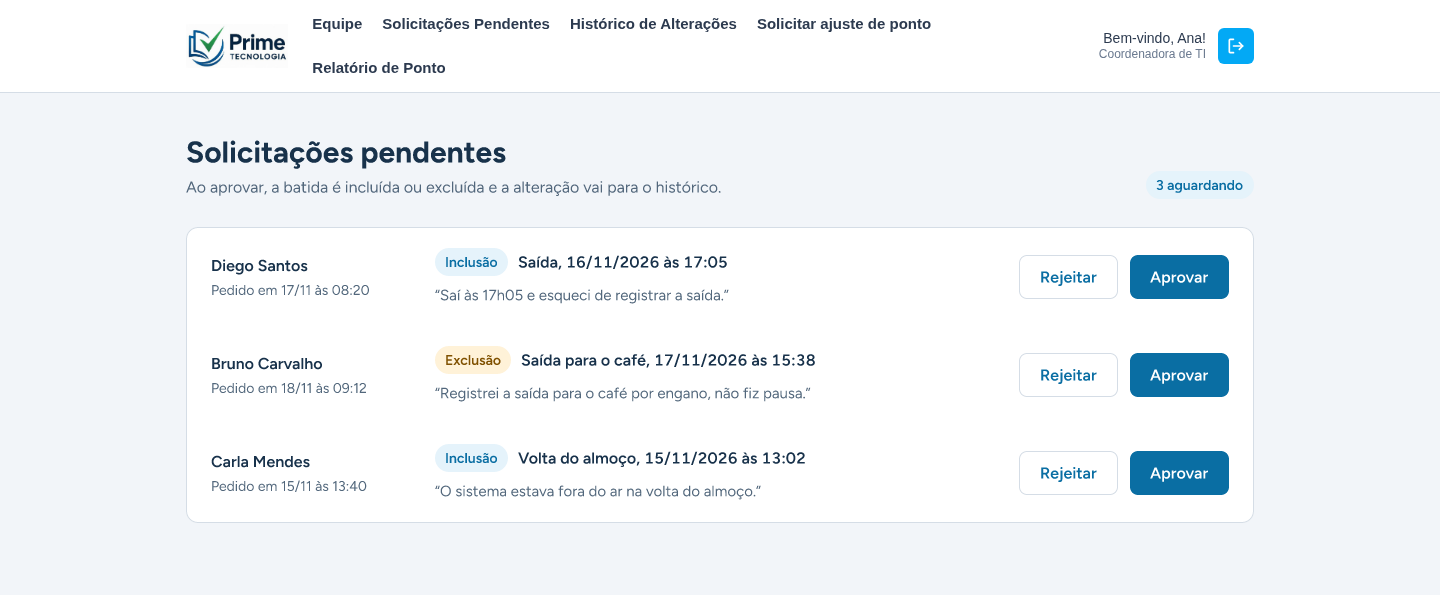 Prime
TECNOLOGIA
Equipe
Solicitações Pendentes
Histórico de Alterações
Solicitar ajuste de ponto
Relatório de Ponto
Bem-vindo, Ana!
Coordenadora de TI
Solicitações pendentes
Ao aprovar, a batida é incluída ou excluída e a alteração vai para o histórico.
3 aguardando
Diego Santos
Pedido em 17/11 às 08:20
Inclusão
Saída, 16/11/2026 às 17:05
“Saí às 17h05 e esqueci de registrar a saída.”
Rejeitar
Aprovar
Bruno Carvalho
Pedido em 18/11 às 09:12
Exclusão
Saída para o café, 17/11/2026 às 15:38
“Registrei a saída para o café por engano, não fiz pausa.”
Rejeitar
Aprovar
Carla Mendes
Pedido em 15/11 às 13:40
Inclusão
Volta do almoço, 15/11/2026 às 13:02
“O sistema estava fora do ar na volta do almoço.”
Rejeitar
Aprovar